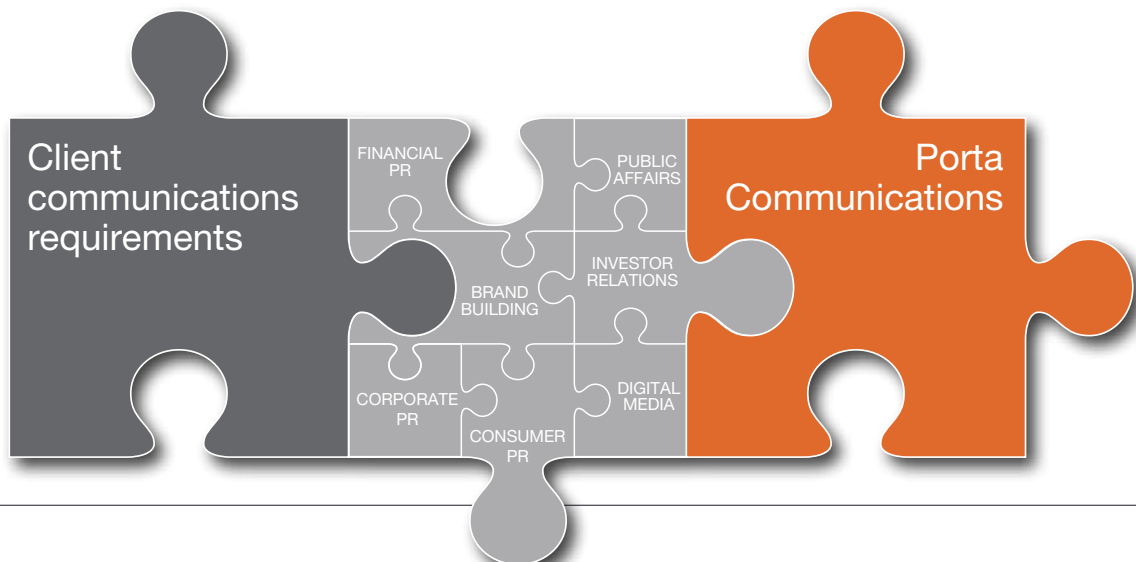 Client
communications
requirements
FINANCIAL
PR
PUBLIC
AFFAIRS
BRAND
BUILDING
INVESTOR
RELATIONS
CORPORATE
PR
CONSUMER
PR
DIGITAL
MEDIA
Porta
Communications